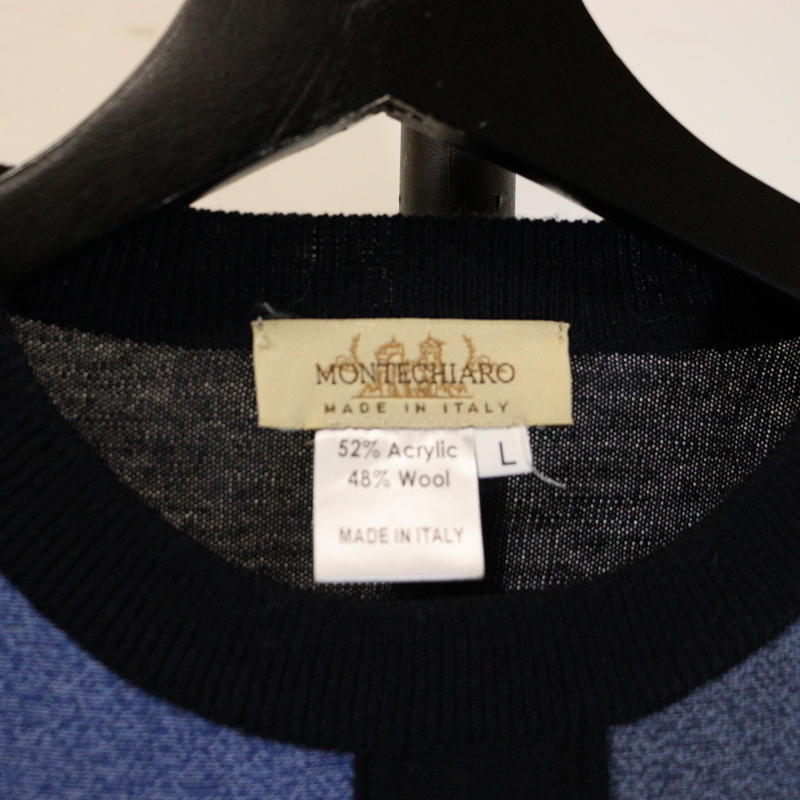 MONTECHIARO
MADE IN ITALY
52% Acrylic
48% Wool
L
MADE IN ITALY